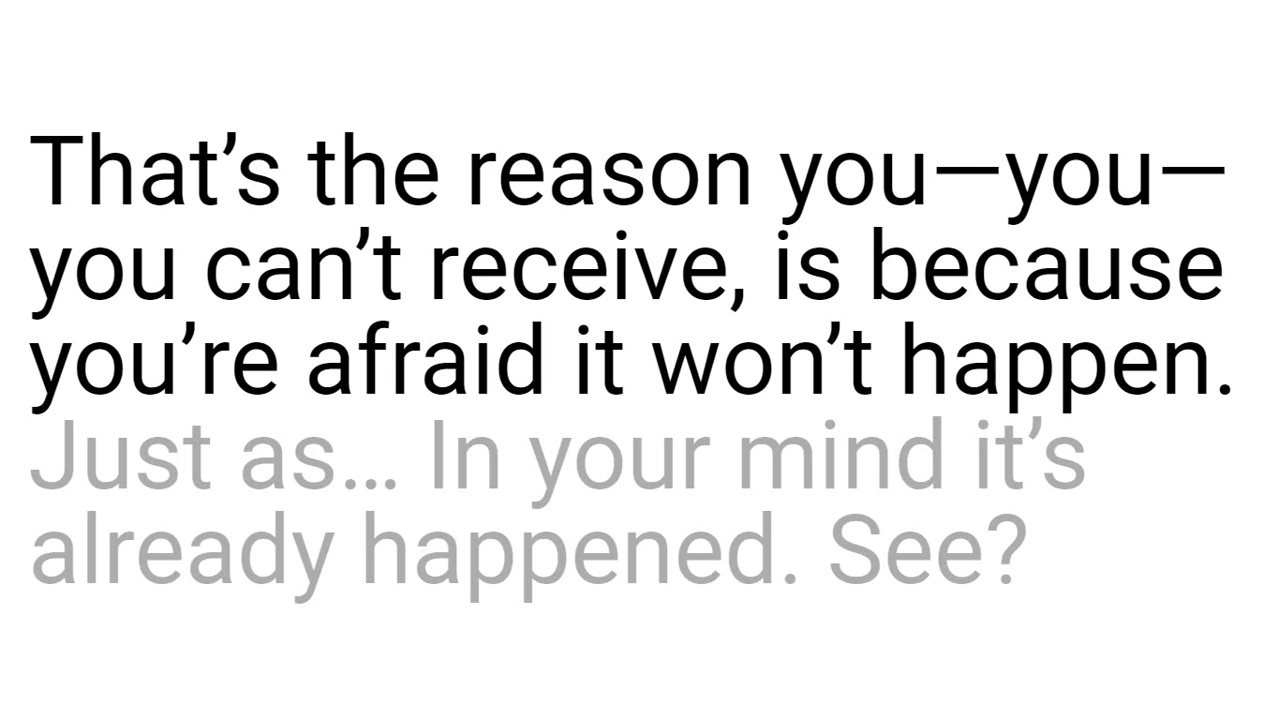 That’s the reason you—you—
you can’t receive, is because
you’re afraid it won’t happen.
Just as… In your mind it’s
already happened. See?